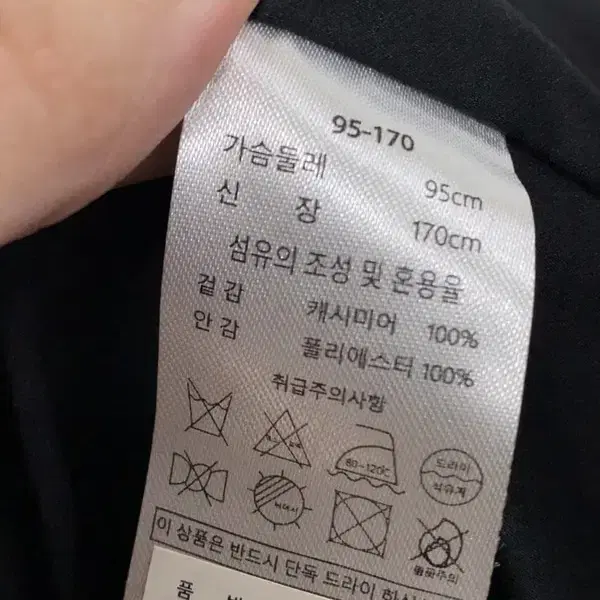 95-170
가슴둘레 95cm
신 장 170cm
섬유의 조성 및 혼용율
겉 감 캐시미어 100%
안 감 폴리에스터 100%
취급주의사항
80~120℃
드라이
석유계
이 상품은 반드시 단독 드라이
품